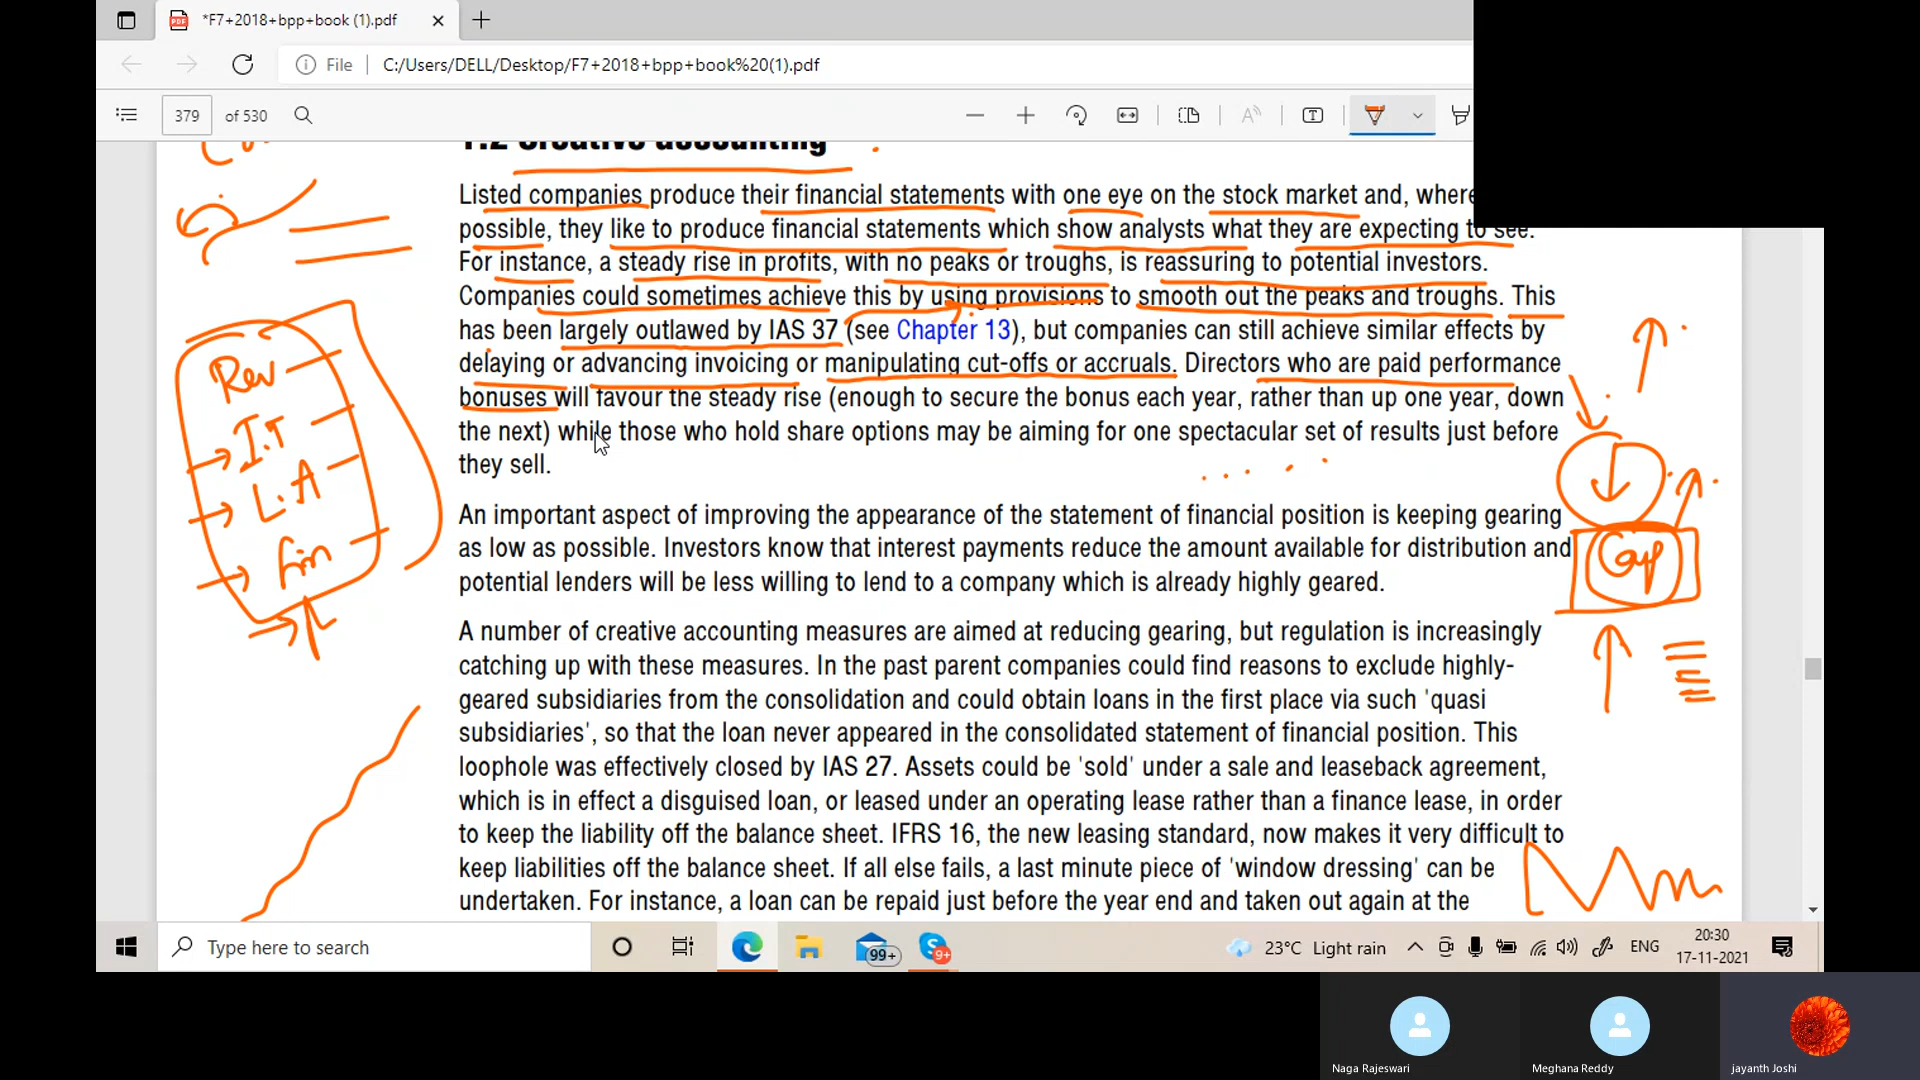 *F7+2018+bpp+book (1).pdf
File
C:/Users/DELL/Desktop/F7+2018+bpp+book%20(1).pdf
379 of 530
1.2 Creative accounting
Listed companies produce their financial statements with one eye on the stock market and, where
possible, they like to produce financial statements which show analysts what they are expecting to see.
For instance, a steady rise in profits, with no peaks or troughs, is reassuring to potential investors.
Companies could sometimes achieve this by using provisions to smooth out the peaks and troughs. This
has been largely outlawed by IAS 37 (see Chapter 13), but companies can still achieve similar effects by
delaying or advancing invoicing or manipulating cut-offs or accruals. Directors who are paid performance
bonuses will favour the steady rise (enough to secure the bonus each year, rather than up one year, down
the next) while those who hold share options may be aiming for one spectacular set of results just before
they sell.
Rev
I.T
L.A
fin
Cap
An important aspect of improving the appearance of the statement of financial position is keeping gearing
as low as possible. Investors know that interest payments reduce the amount available for distribution and
potential lenders will be less willing to lend to a company which is already highly geared.
A number of creative accounting measures are aimed at reducing gearing, but regulation is increasingly
catching up with these measures. In the past parent companies could find reasons to exclude highly-
geared subsidiaries from the consolidation and could obtain loans in the first place via such 'quasi
subsidiaries', so that the loan never appeared in the consolidated statement of financial position. This
loophole was effectively closed by IAS 27. Assets could be 'sold' under a sale and leaseback agreement,
which is in effect a disguised loan, or leased under an operating lease rather than a finance lease, in order
to keep the liability off the balance sheet. IFRS 16, the new leasing standard, now makes it very difficult to
keep liabilities off the balance sheet. If all else fails, a last minute piece of 'window dressing' can be
undertaken. For instance, a loan can be repaid just before the year end and taken out again at the
Type here to search
99+
9+
23°C Light rain
ENG
20:30
17-11-2021
Naga Rajeswari
Meghana Reddy
jayanth Joshi